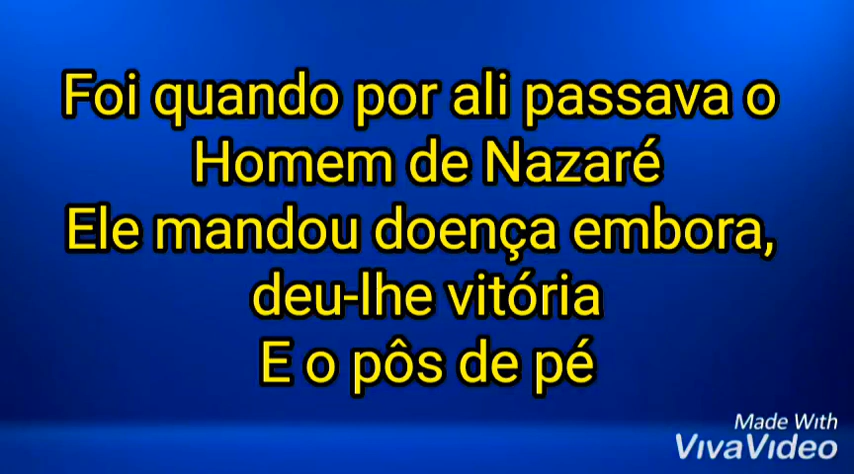 Foi quando por ali passava o
Homem de Nazaré
Ele mandou doença embora,
deu-lhe vitória
E o pôs de pé
Made With
VivaVideo